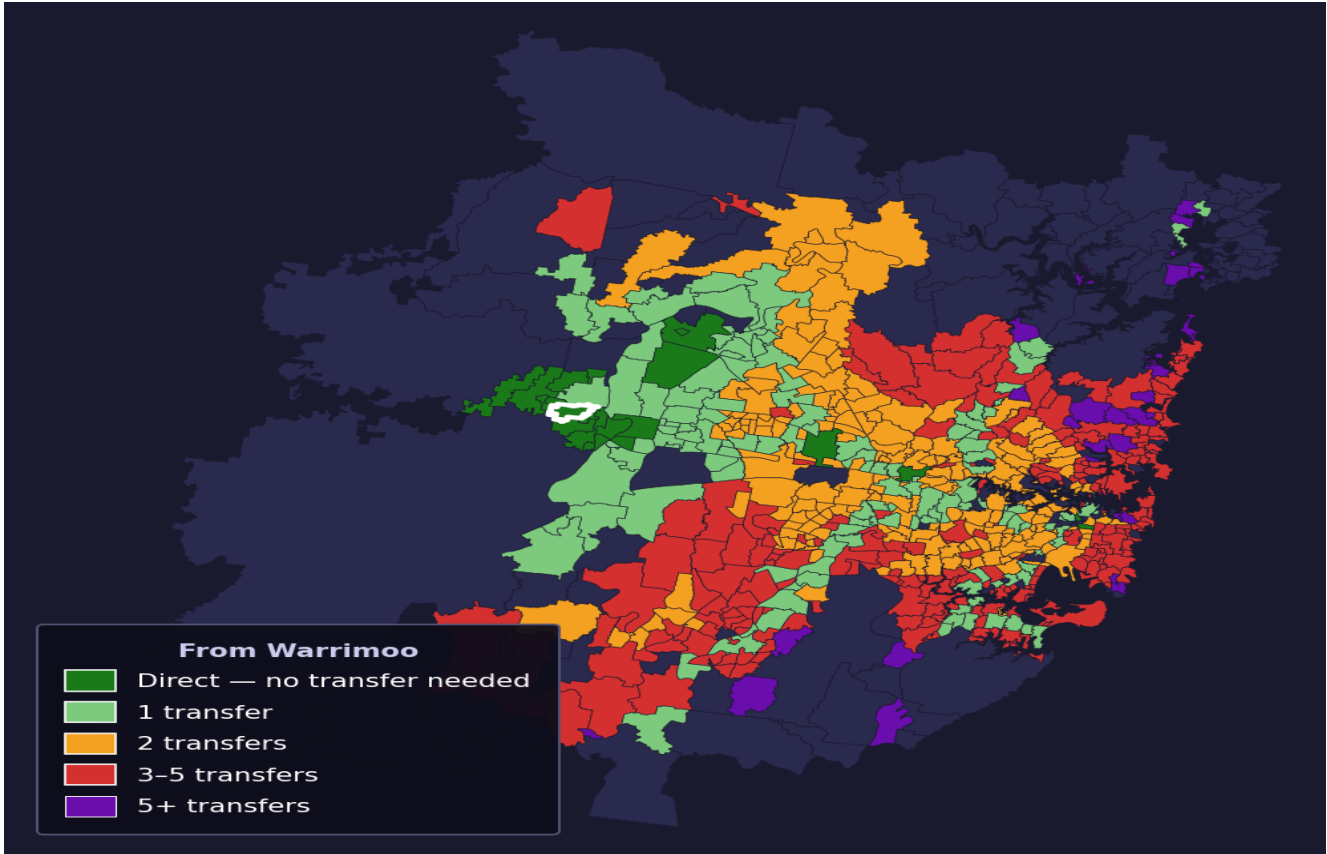 From Warrimoo
Direct — no transfer needed
1 transfer
2 transfers
3–5 transfers
5+ transfers